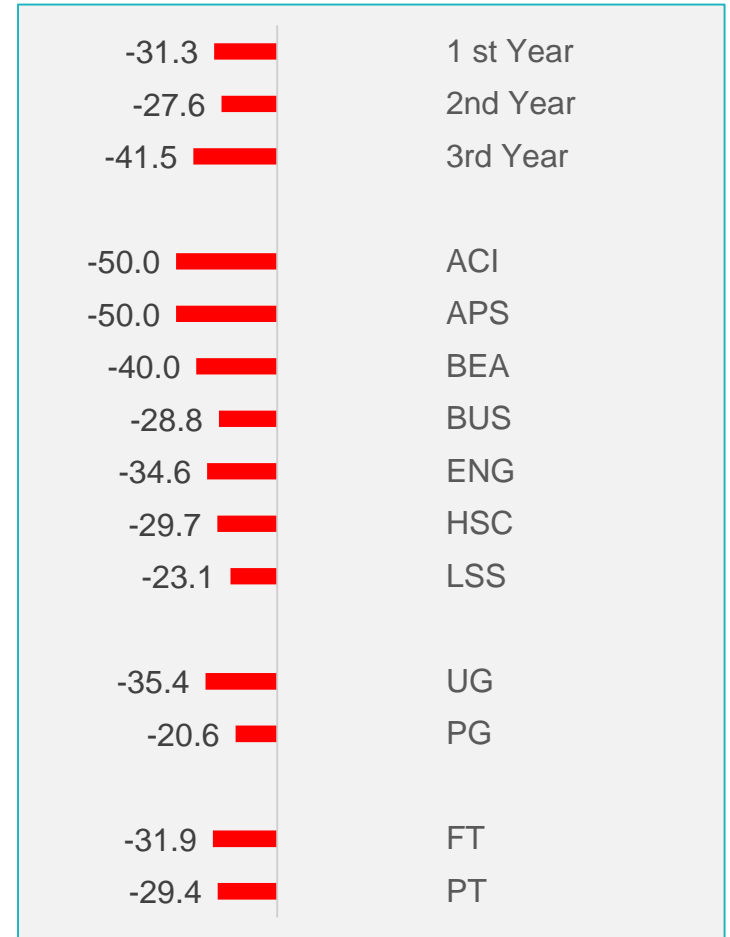 -31.3 1 st Year
-27.6 2nd Year
-41.5 3rd Year
-50.0 ACI
-50.0 APS
-40.0 BEA
-28.8 BUS
-34.6 ENG
-29.7 HSC
-23.1 LSS
-35.4 UG
-20.6 PG
-31.9 FT
-29.4 PT